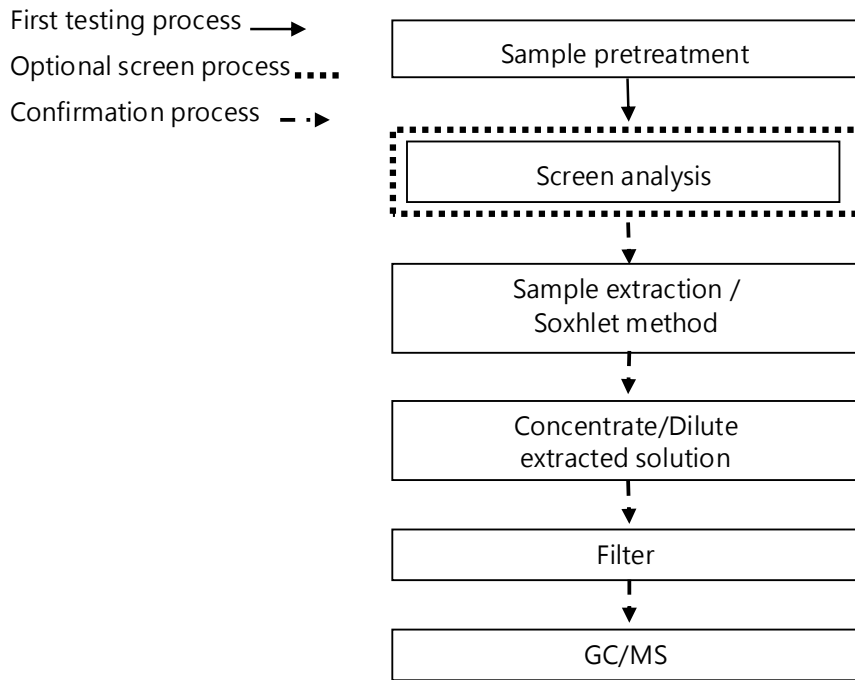 First testing process
Optional screen process
Confirmation process
Sample pretreatment
Screen analysis
Sample extraction /
Soxhlet method
Concentrate/Dilute
extracted solution
Filter
GC/MS